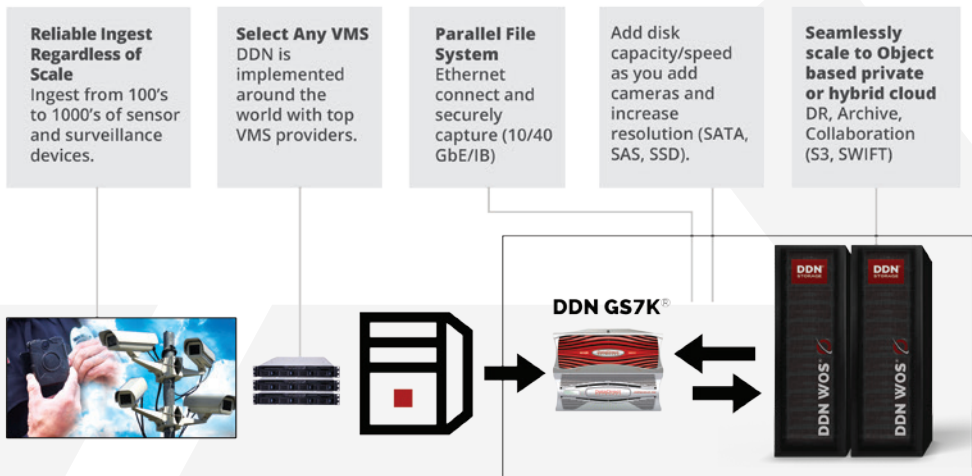 Reliable Ingest
Regardless of
Scale
Ingest from 100's
to 1000's of sensor
and surveillance
devices.
Select Any VMS
DDN is
implemented
around the
world with top
VMS providers.
Parallel File
System
Ethernet
connect and
securely
capture (10/40
GbE/IB)
Add disk
capacity/speed
as you add
cameras and
increase
resolution (SATA,
SAS, SSD).
Seamlessly
scale to Object
based private
or hybrid cloud
DR, Archive,
Collaboration
(S3, SWIFT)
DDN GS7K®
DDN
STORAGE
DDN
STORAGE
DDN WOS
DDN WOS